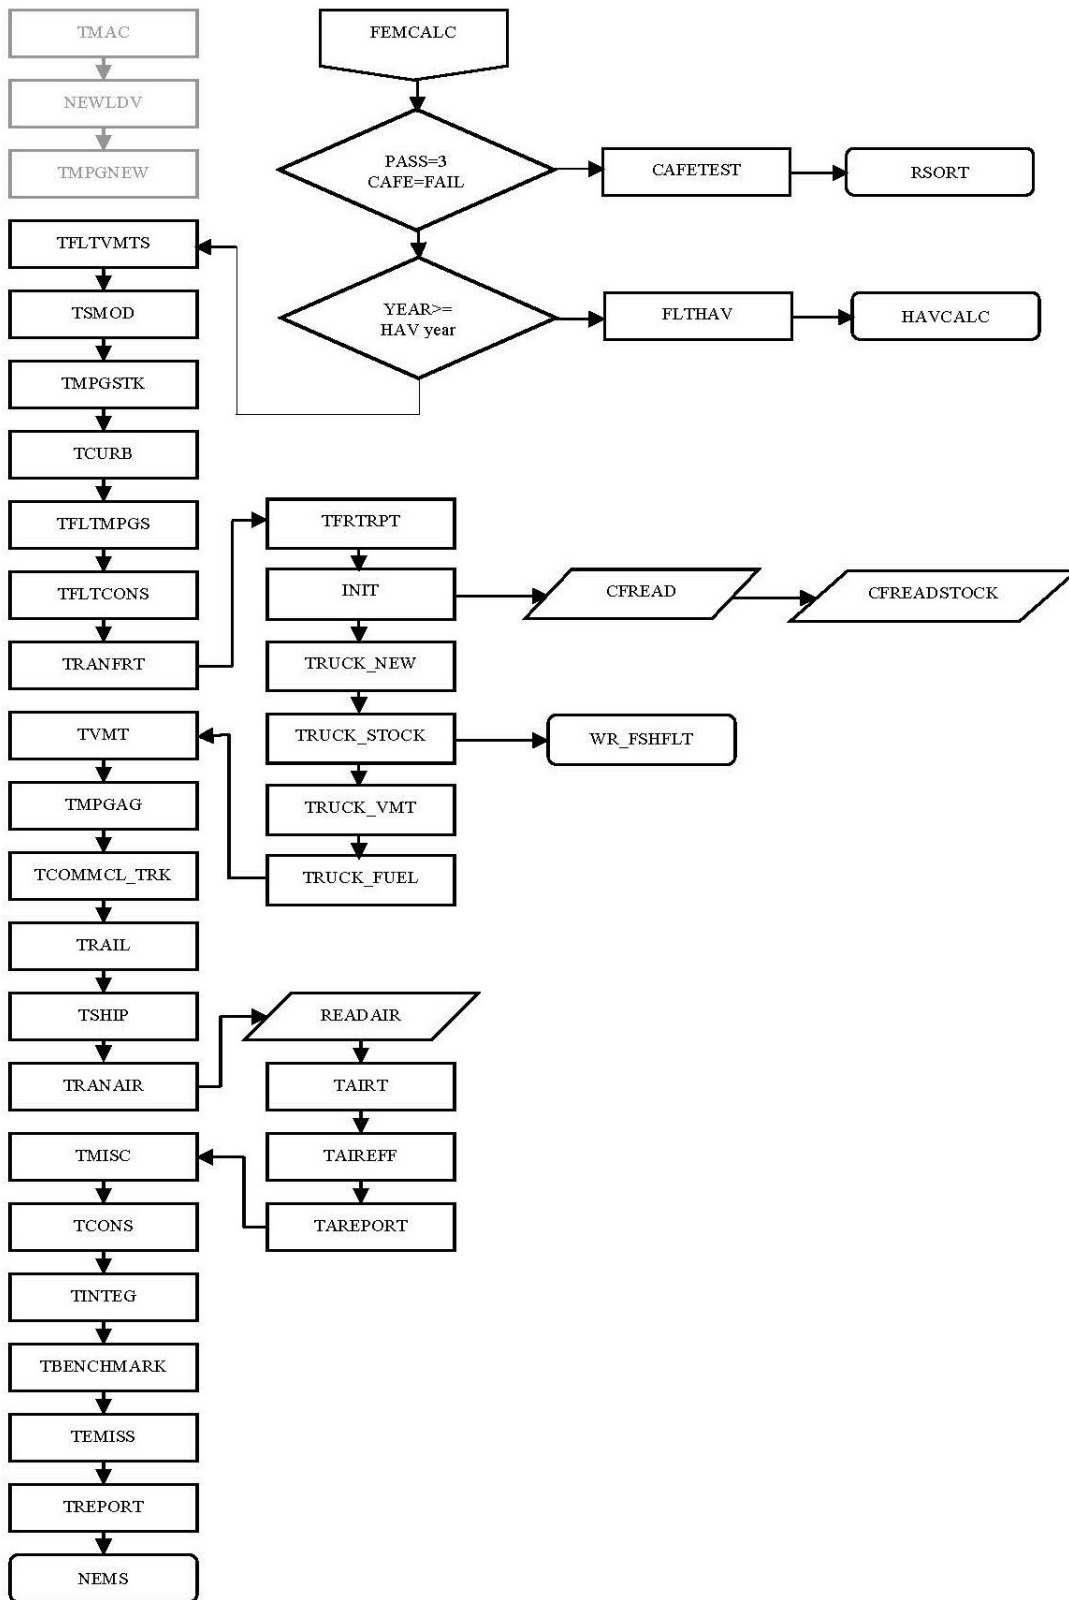 TMAC
NEWLDV
TMPGNEW
FEMCALC
PASS=3
CAFE=FAIL
CAFETEST
RSORT
YEAR>=
HAV year
FLTHAV
HAVCALC
TFLTVMTS
TSMOD
TMPGSTK
TCURB
TFLTMPGS
TFLTCONS
TRANFRT
TFRTRPT
INIT
CFREAD
CFREADSTOCK
TRUCK_NEW
TRUCK_STOCK
WR_FSHFLT
TRUCK_VMT
TRUCK_FUEL
TVMT
TMPGAG
TCOMMCL_TRK
TRAIL
TSHIP
TRANAIR
READAIR
TAIRT
TAIREFF
TAREPORT
TMISC
TCONS
TINTEG
TBENCHMARK
TEMISS
TREPORT
NEMS